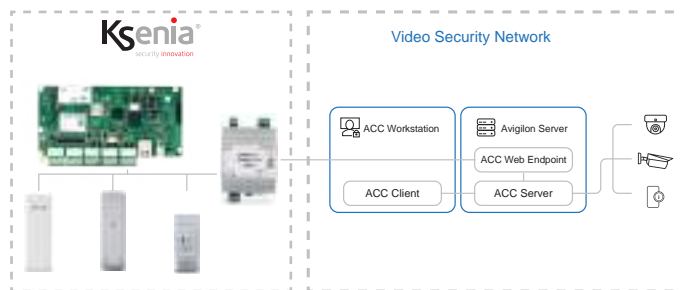 Ksenia
security innovation
Video Security Network
ACC Workstation
Avigilon Server
ACC Web Endpoint
ACC Client
ACC Server